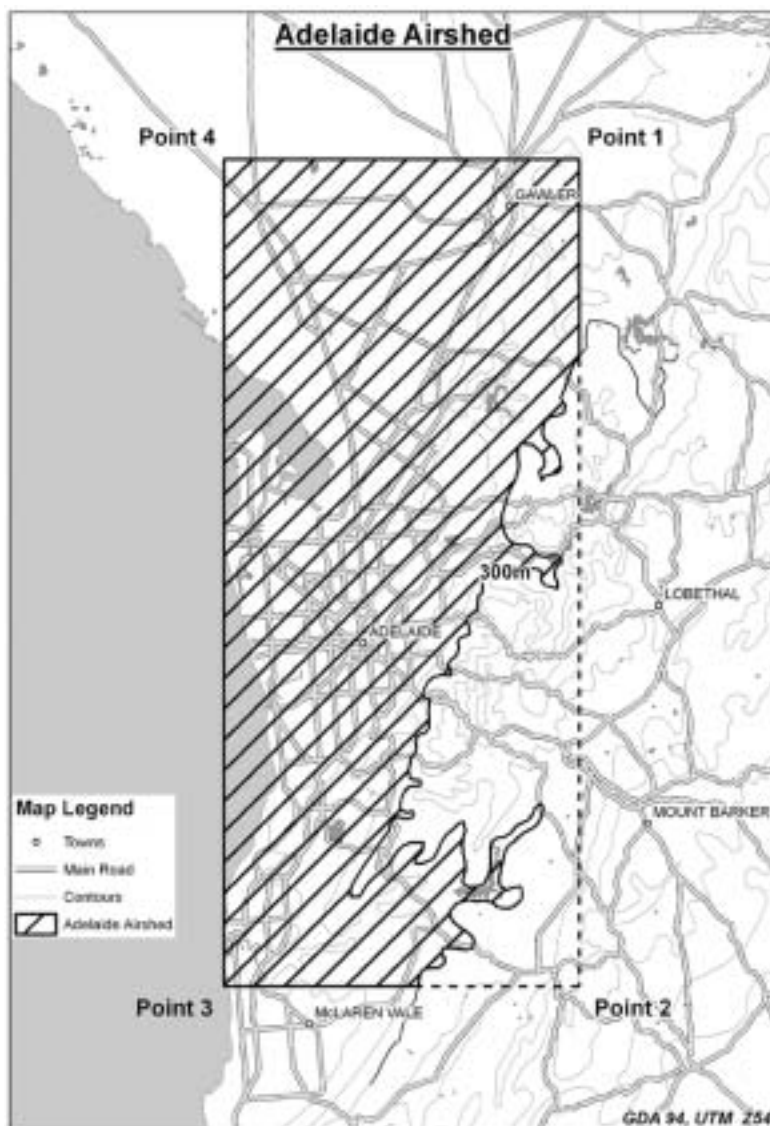 Adelaide Airshed
Point 4
Point 1
GAWLER
300m
LOBETHAL
ADELAIDE
Map Legend
Towns
Main Road
Contours
Adelaide Airshed
MOUNT BARKER
Point 3
Point 2
McLAREN VALE
GDA 94, UTM Z54